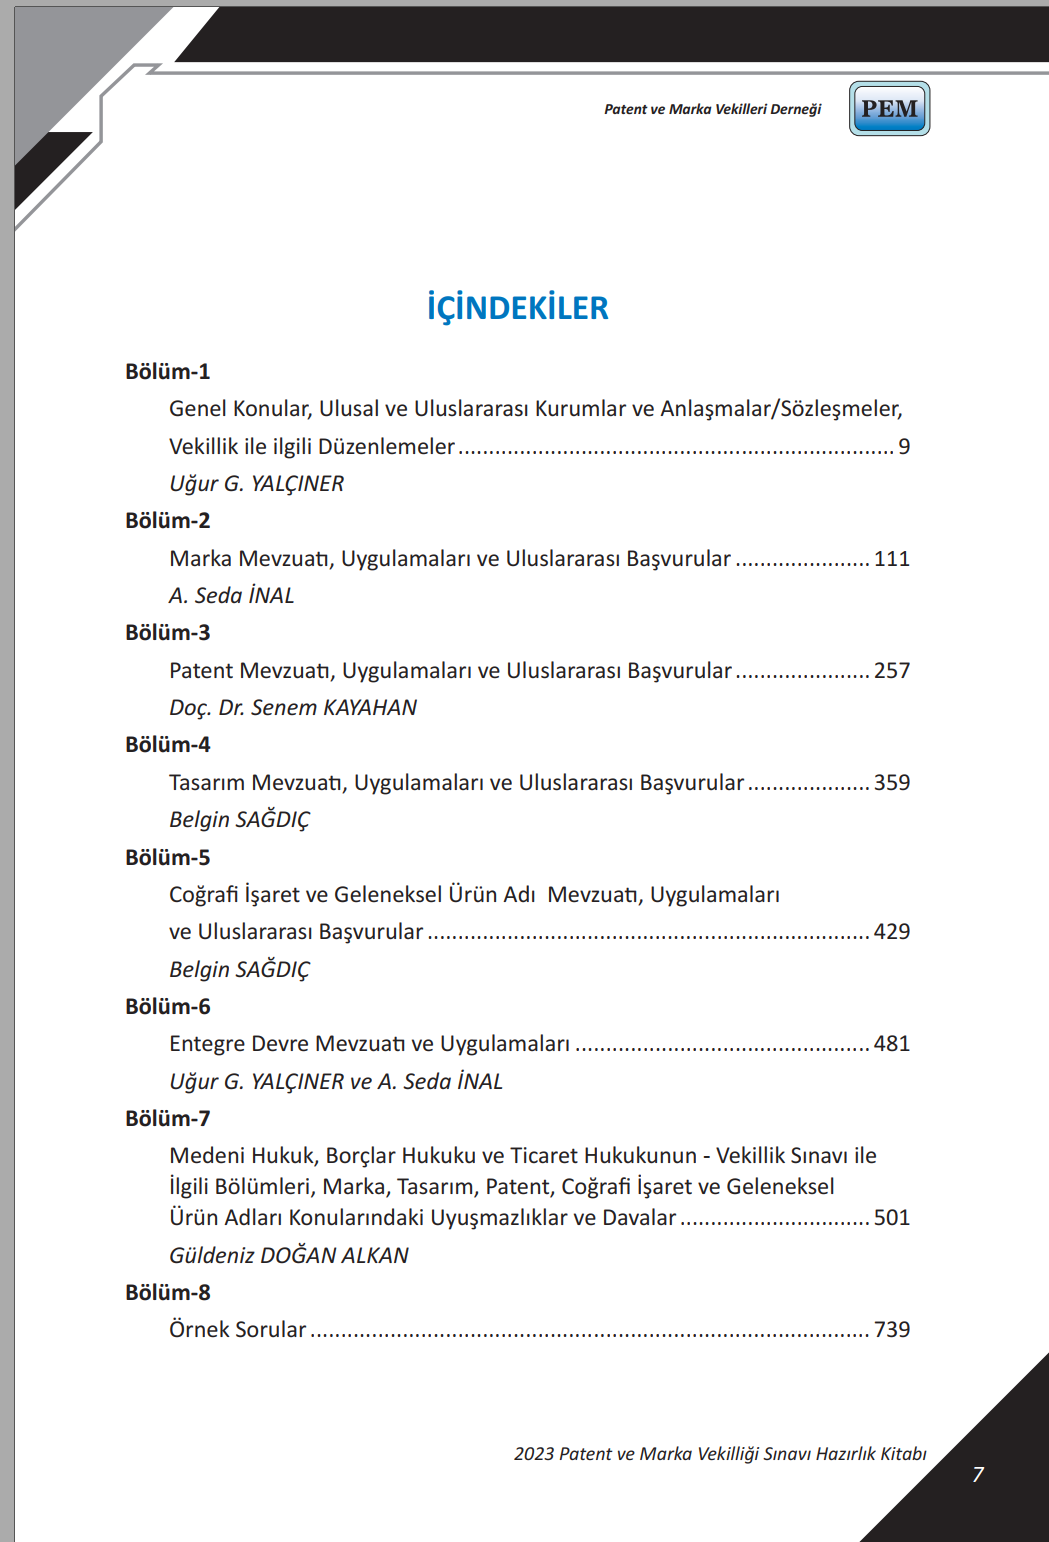 Patent ve Marka Vekilleri Derneği
PEM
İÇİNDEKİLER
Bölüm-1
Genel Konular, Ulusal ve Uluslararası Kurumlar ve Anlaşmalar/Sözleşmeler,
Vekillik ile ilgili Düzenlemeler....................................................................... 9
Uğur G. YALÇINER
Bölüm-2
Marka Mevzuatı, Uygulamaları ve Uluslararası Başvurular ...................... 111
A. Seda İNAL
Bölüm-3
Patent Mevzuatı, Uygulamaları ve Uluslararası Başvurular ...................... 257
Doç. Dr. Senem KAYAHAN
Bölüm-4
Tasarım Mevzuatı, Uygulamaları ve Uluslararası Başvurular .................... 359
Belgin SAĞDIÇ
Bölüm-5
Coğrafi İşaret ve Geleneksel Ürün Adı  Mevzuatı, Uygulamaları
ve Uluslararası Başvurular ........................................................................ 429
Belgin SAĞDIÇ
Bölüm-6
Entegre Devre Mevzuatı ve Uygulamaları ................................................ 481
Uğur G. YALÇINER ve A. Seda İNAL
Bölüm-7
Medeni Hukuk, Borçlar Hukuku ve Ticaret Hukukunun - Vekillik Sınavı ile
İlgili Bölümleri, Marka, Tasarım, Patent, Coğrafi İşaret ve Geleneksel
Ürün Adları Konularındaki Uyuşmazlıklar ve Davalar ............................... 501
Güldeniz DOĞAN ALKAN
Bölüm-8
Örnek Sorular ........................................................................................... 739
2023 Patent ve Marka Vekilliği Sınavı Hazırlık Kitabı
7